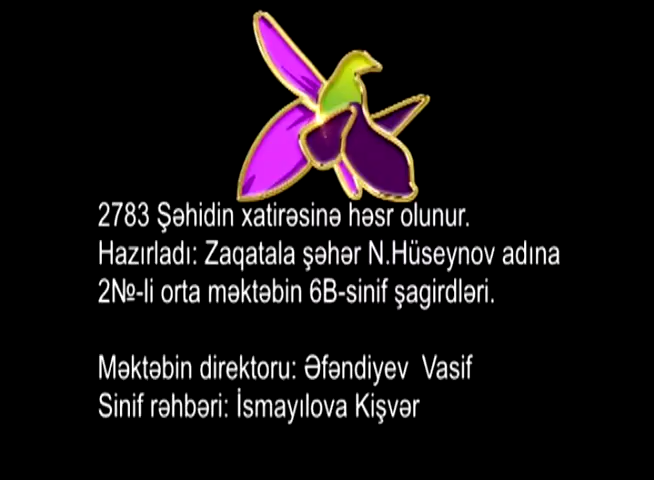 2783 Şəhidin xatirəsinə həsr olunur.
Hazırladı: Zaqatala şəhər N.Hüseynov adına
2№-li orta məktəbin 6B-sinif şagirdləri.
Məktəbin direktoru: Əfəndiyev Vasif
Sinif rəhbəri: İsmayılova Kişvər